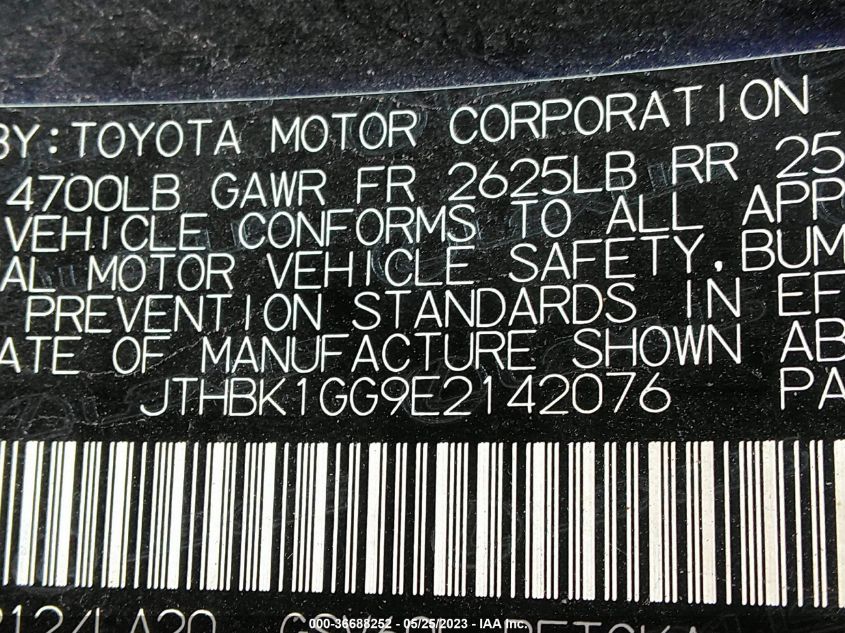 BY: TOYOTA MOTOR CORPORATION
4700LB GAWR FR 2625LB RR 25
VEHICLE CONFORMS TO ALL APP
AL MOTOR VEHICLE SAFETY, BUM
PREVENTION STANDARDS IN EF
ATE OF MANUFACTURE SHOWN AB
JTHBK1GG9E2142076 PA
000-36688252 - 05/25/2023 - IAA Inc.